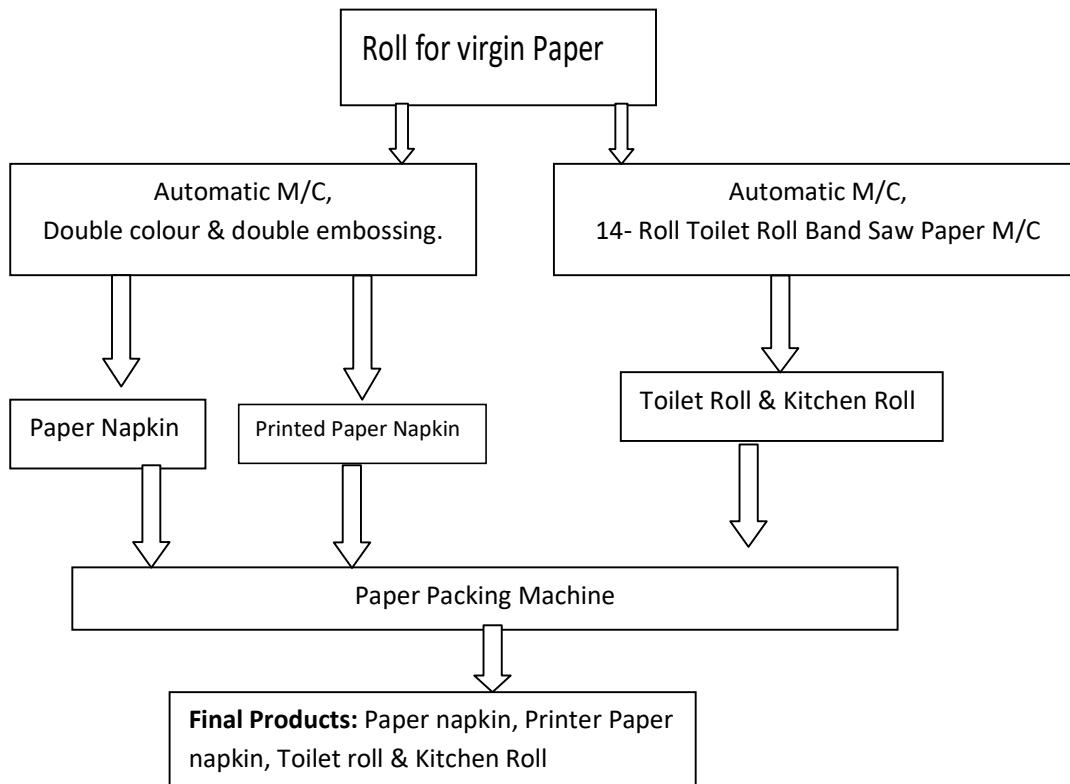 Roll for virgin Paper
Automatic M/C,
Double colour & double embossing.
Automatic M/C,
14- Roll Toilet Roll Band Saw Paper M/C
Paper Napkin
Printed Paper Napkin
Toilet Roll & Kitchen Roll
Paper Packing Machine
Final Products: Paper napkin, Printer Paper
napkin, Toilet roll & Kitchen Roll